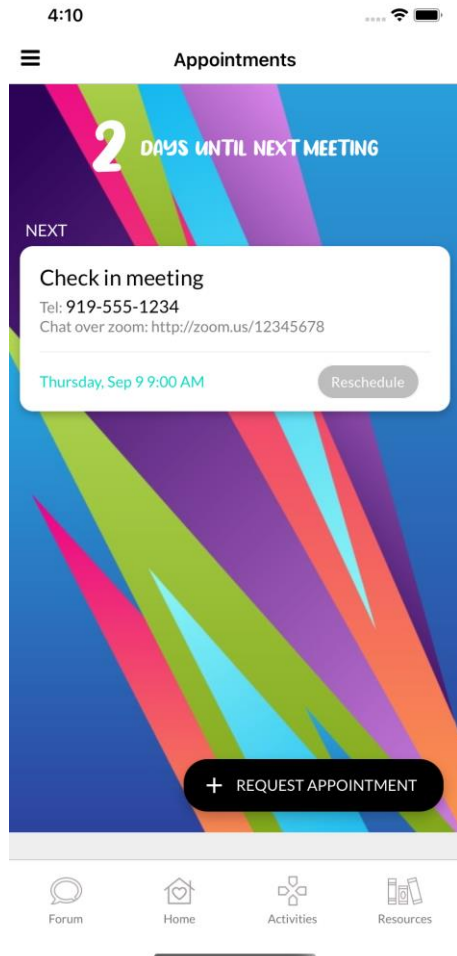 4:10
Appointments
2 DAYS UNTIL NEXT MEETING
NEXT
Check in meeting
Tel: 919-555-1234
Chat over zoom: http://zoom.us/12345678
Thursday, Sep 9 9:00 AM
Reschedule
+ REQUEST APPOINTMENT
Forum Home Activities Resources